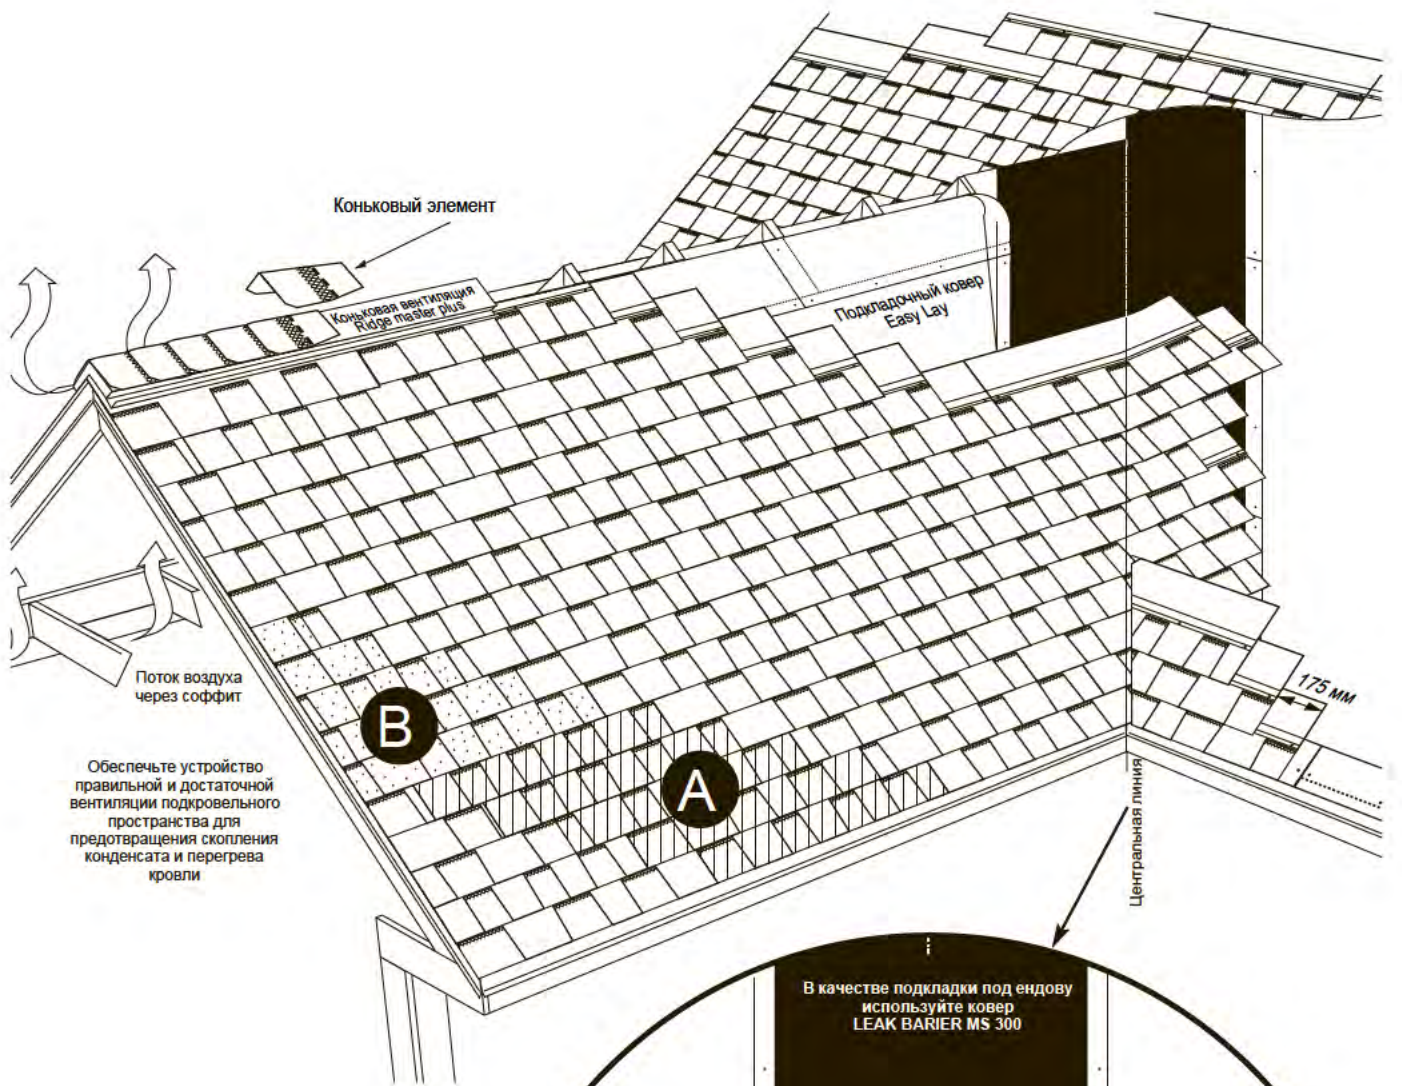 Коньковый элемент
Коньковая вентиляция
Ridge master plus
Подкладочный ковер
Easy Lay
Поток воздуха
через соффит
B
A
175 мм
Обеспечьте устройство
правильной и достаточной
вентиляции подкровельного
пространства для
предотвращения скопления
конденсата и перегрева
кровли
Центральная линия
В качестве подкладки под ендову
используйте ковер
LEAK BARIER MS 300